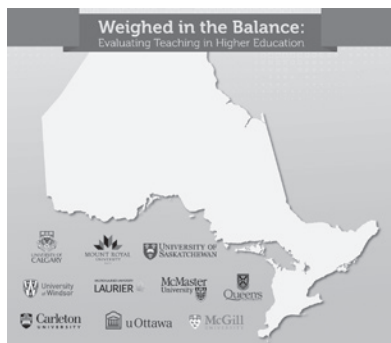 Weighed in the Balance:
Evaluating Teaching in Higher Education
UNIVERSITY OF
CALGARY
MOUNT ROYAL
UNIVERSITY
UNIVERSITY OF
SASKATCHEWAN
University
of Windsor
LAURIER
McMaster
University
Queen's
Carleton
UNIVERSITY
uOttawa
McGill
UNIVERSITY